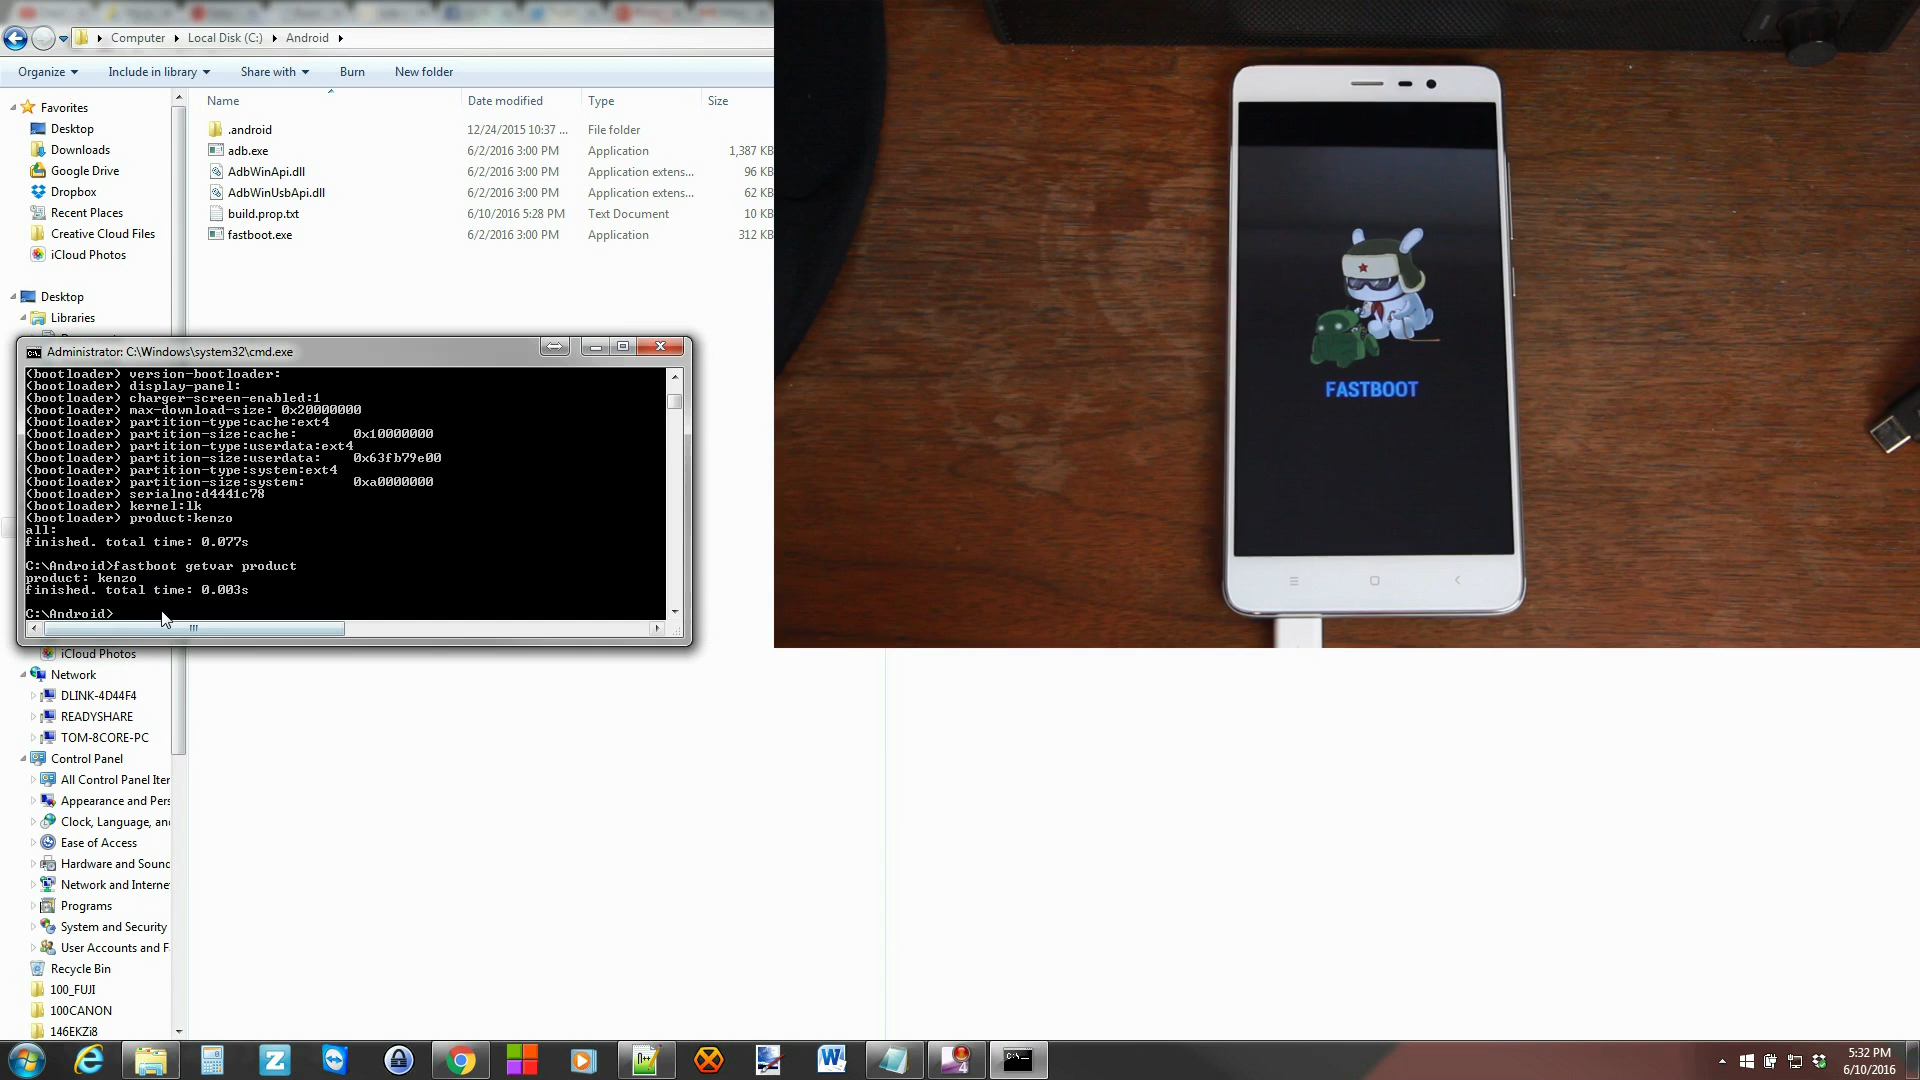 Computer
Local Disk (C:)
Android
Organize
Include in library
Share with
Burn
New folder
Name
Date modified
Type
Size
.android 12/24/2015 10:37 ... File folder
adb.exe 6/2/2016 3:00 PM Application 1,387 KB
AdbWinApi.dll 6/2/2016 3:00 PM Application extens... 96 KB
AdbWinUsbApi.dll 6/2/2016 3:00 PM Application extens... 62 KB
build.prop.txt 6/10/2016 5:28 PM Text Document 10 KB
fastboot.exe 6/2/2016 3:00 PM Application 312 KB
Favorites
Desktop
Downloads
Google Drive
Dropbox
Recent Places
Creative Cloud Files
iCloud Photos
Desktop
Libraries
Administrator: C:\Windows\system32\cmd.exe
(bootloader) version-bootloader:
(bootloader) display-panel:
(bootloader) charger-screen-enabled:1
(bootloader) max-download-size: 0x20000000
(bootloader) partition-type:cache:ext4
(bootloader) partition-size:cache: 0x10000000
(bootloader) partition-type:userdata:ext4
(bootloader) partition-size:userdata: 0x63fb79e00
(bootloader) partition-type:system:ext4
(bootloader) partition-size:system: 0xa0000000
(bootloader) serialno:d4441c78
(bootloader) kernel:lk
(bootloader) product:kenzo
all:
finished. total time: 0.077s
C:\Android>fastboot getvar product
product: kenzo
finished. total time: 0.003s
C:\Android>
iCloud Photos
Network
DLINK-4D44F4
READYSHARE
TOM-8CORE-PC
Control Panel
All Control Panel Iter
Appearance and Pers
Clock, Language, an
Ease of Access
Hardware and Sound
Network and Interne
Programs
System and Security
User Accounts and F
Recycle Bin
100_FUJI
100CANON
146EKZi8
FASTBOOT
5:32 PM
6/10/2016